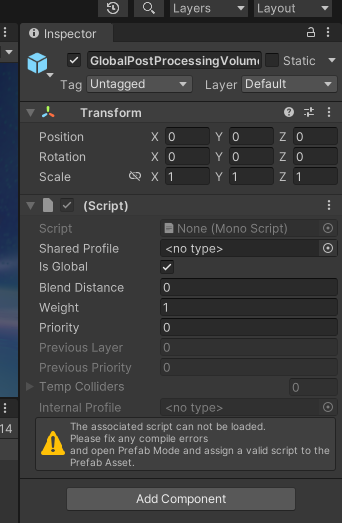 Layers Layout
Inspector
GlobalPostProcessingVolume Static
Tag Untagged Layer Default
Transform
Position X 0 Y 0 Z 0
Rotation X 0 Y 0 Z 0
Scale X 1 Y 1 Z 1
(Script)
Script None (Mono Script)
Shared Profile <no type>
Is Global
Blend Distance 0
Weight 1
Priority 0
Previous Layer 0
Previous Priority 0
Temp Colliders 0
Internal Profile <no type>
14
The associated script can not be loaded.
Please fix any compile errors
and open Prefab Mode and assign a valid script to the
Prefab Asset.
Add Component